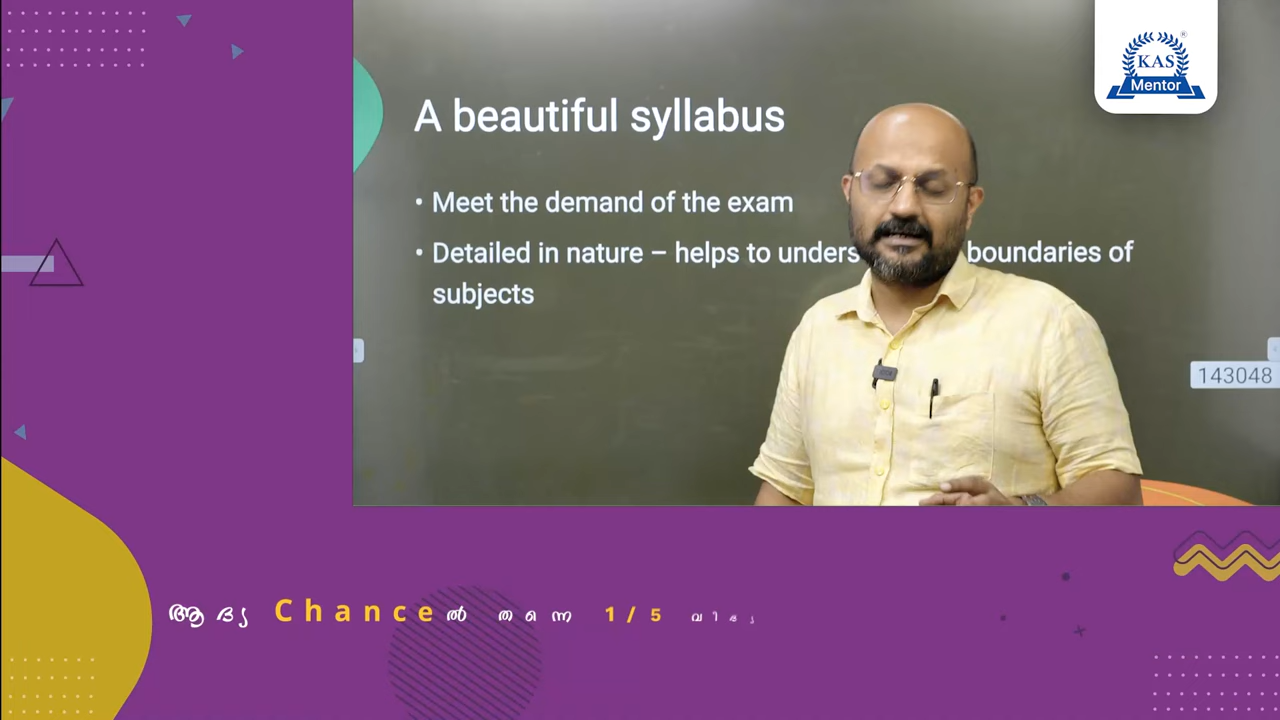 KAS
Mentor
A beautiful syllabus
• Meet the demand of the exam
• Detailed in nature – helps to unders boundaries of
subjects
143048
ആദ്യ Chanceൽ തന്നെ 1/5